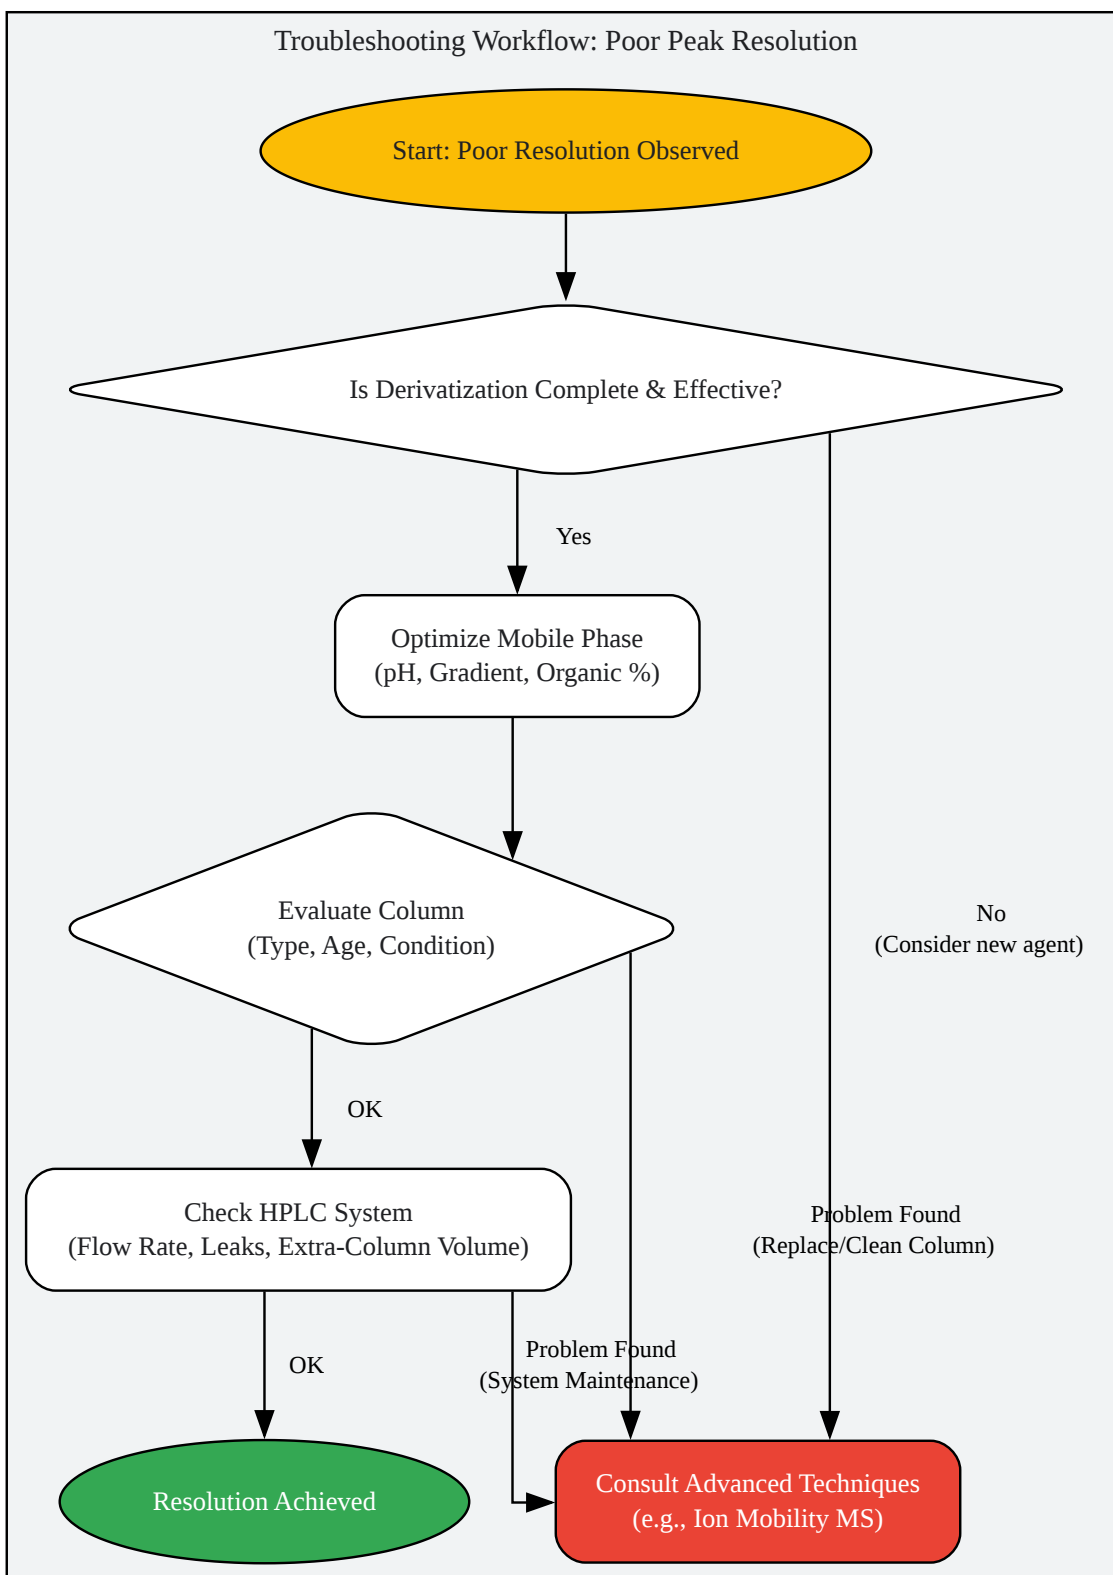 Troubleshooting Workflow: Poor Peak Resolution
Start: Poor Resolution Observed
Is Derivatization Complete & Effective?
Yes
Optimize Mobile Phase
(pH, Gradient, Organic %)
Evaluate Column
(Type, Age, Condition)
No
(Consider new agent)
OK
Check HPLC System
(Flow Rate, Leaks, Extra-Column Volume)
Problem Found
(Replace/Clean Column)
OK
Problem Found
(System Maintenance)
Resolution Achieved
Consult Advanced Techniques
(e.g., Ion Mobility MS)